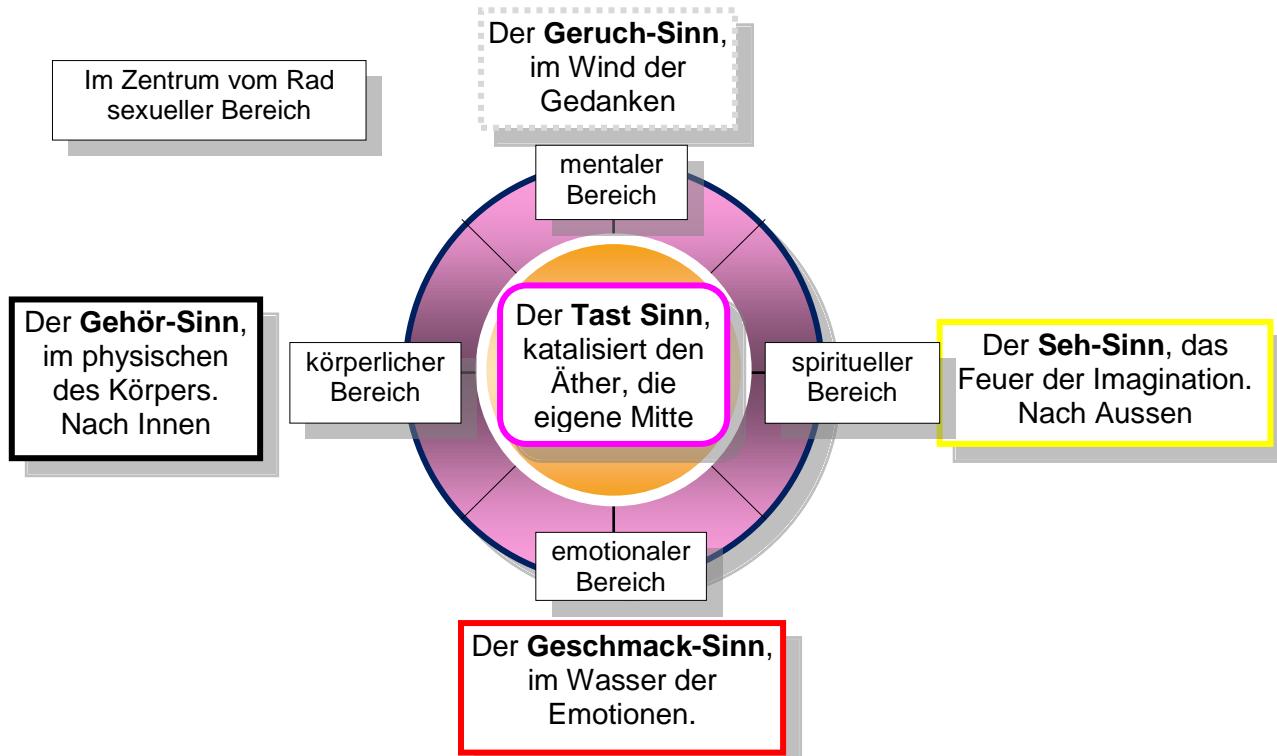 Der Geruch-Sinn,
im Wind der
Gedanken
Im Zentrum vom Rad
sexueller Bereich
mentaler
Bereich
Der Gehör-Sinn,
im physischen
des Körpers.
Nach Innen
körperlicher
Bereich
Der Tast Sinn,
katalisiert den
Äther, die
eigene Mitte
spiritueller
Bereich
Der Seh-Sinn, das
Feuer der Imagination.
Nach Aussen
emotionaler
Bereich
Der Geschmack-Sinn,
im Wasser der
Emotionen.